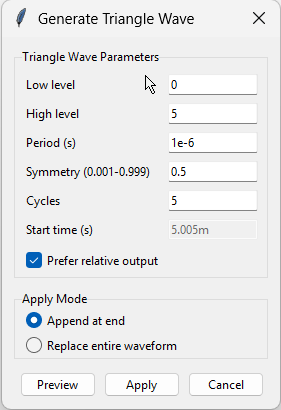 Generate Triangle Wave
Triangle Wave Parameters
Low level 0
High level 5
Period (s) 1e-6
Symmetry (0.001-0.999) 0.5
Cycles 5
Start time (s) 5.005m
Prefer relative output
Apply Mode
Append at end
Replace entire waveform
Preview Apply Cancel